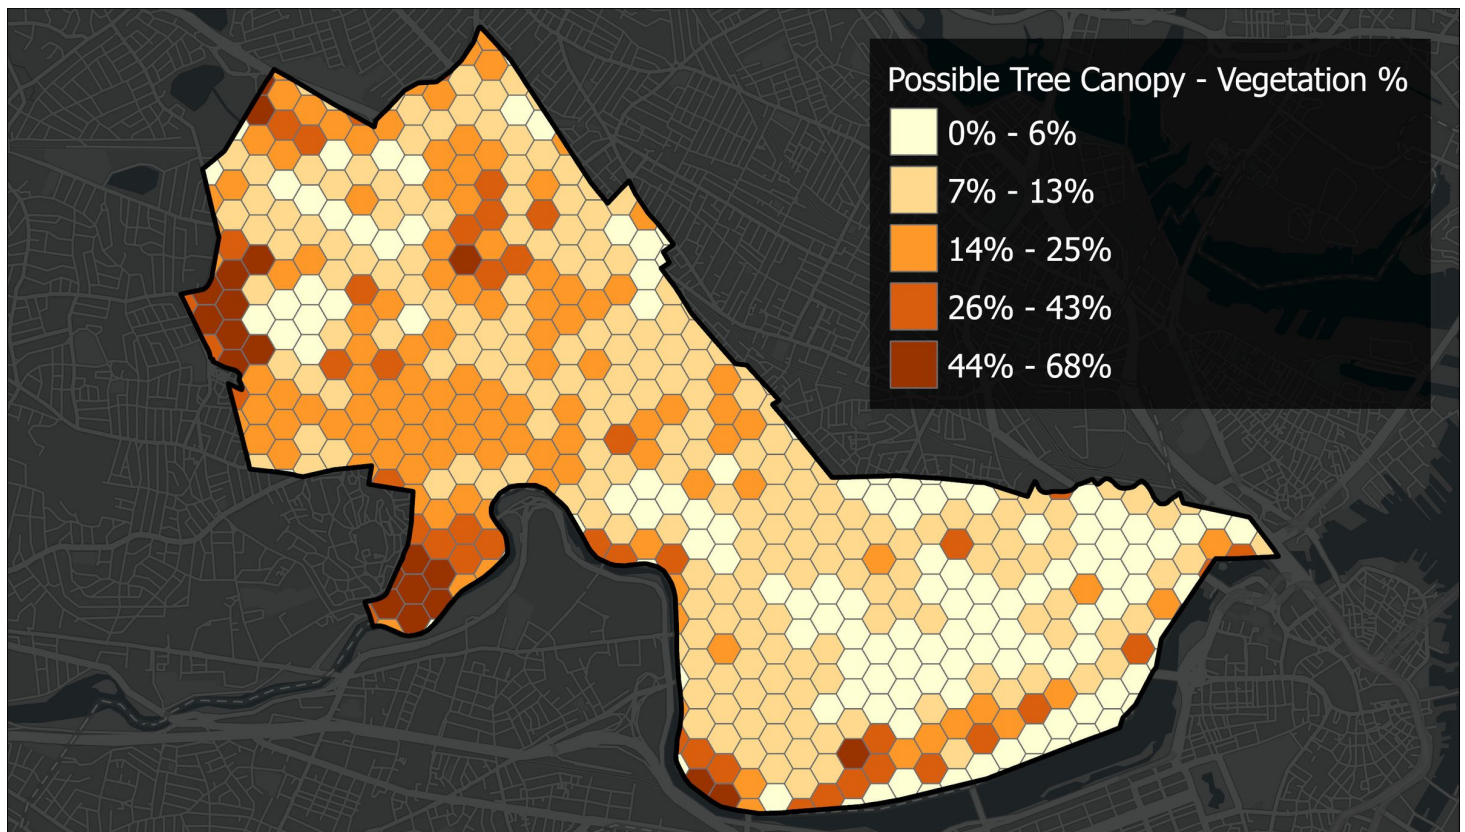 Possible Tree Canopy - Vegetation %
0% - 6%
7% - 13%
14% - 25%
26% - 43%
44% - 68%